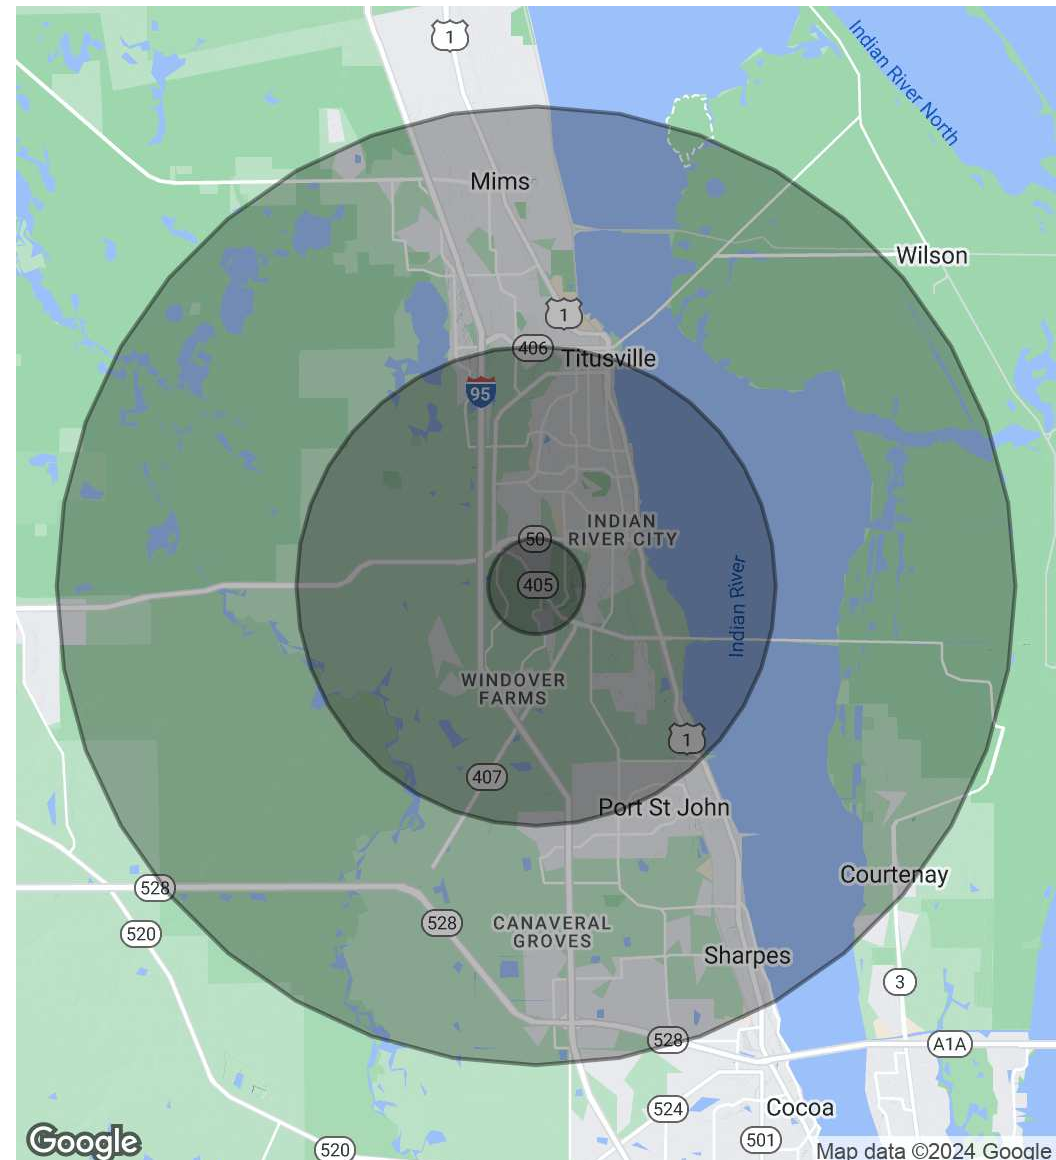 1
Indian River North
Mims
Wilson
1
406
Titusville
95
INDIAN
RIVER CITY
50
405
Indian River
WINDOVER
FARMS
1
407
Port St John
Courtenay
528
520
528
CANAVERAL
GROVES
Sharpes
3
528
A1A
524
Cocoa
501
Google
520
Map data ©2024 Google